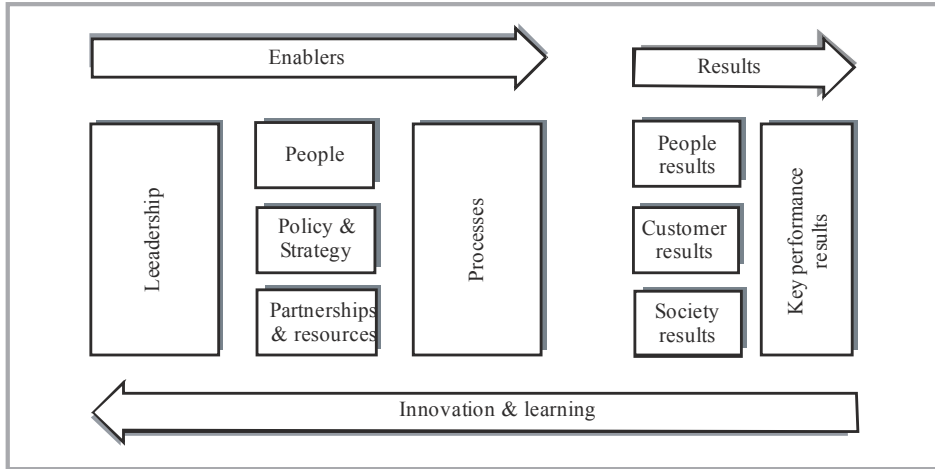 Enablers
Results
Leeadership
People
Policy &
Strategy
Partnerships
& resources
Processes
People
results
Customer
results
Society
results
Key performance
results
Innovation & learning